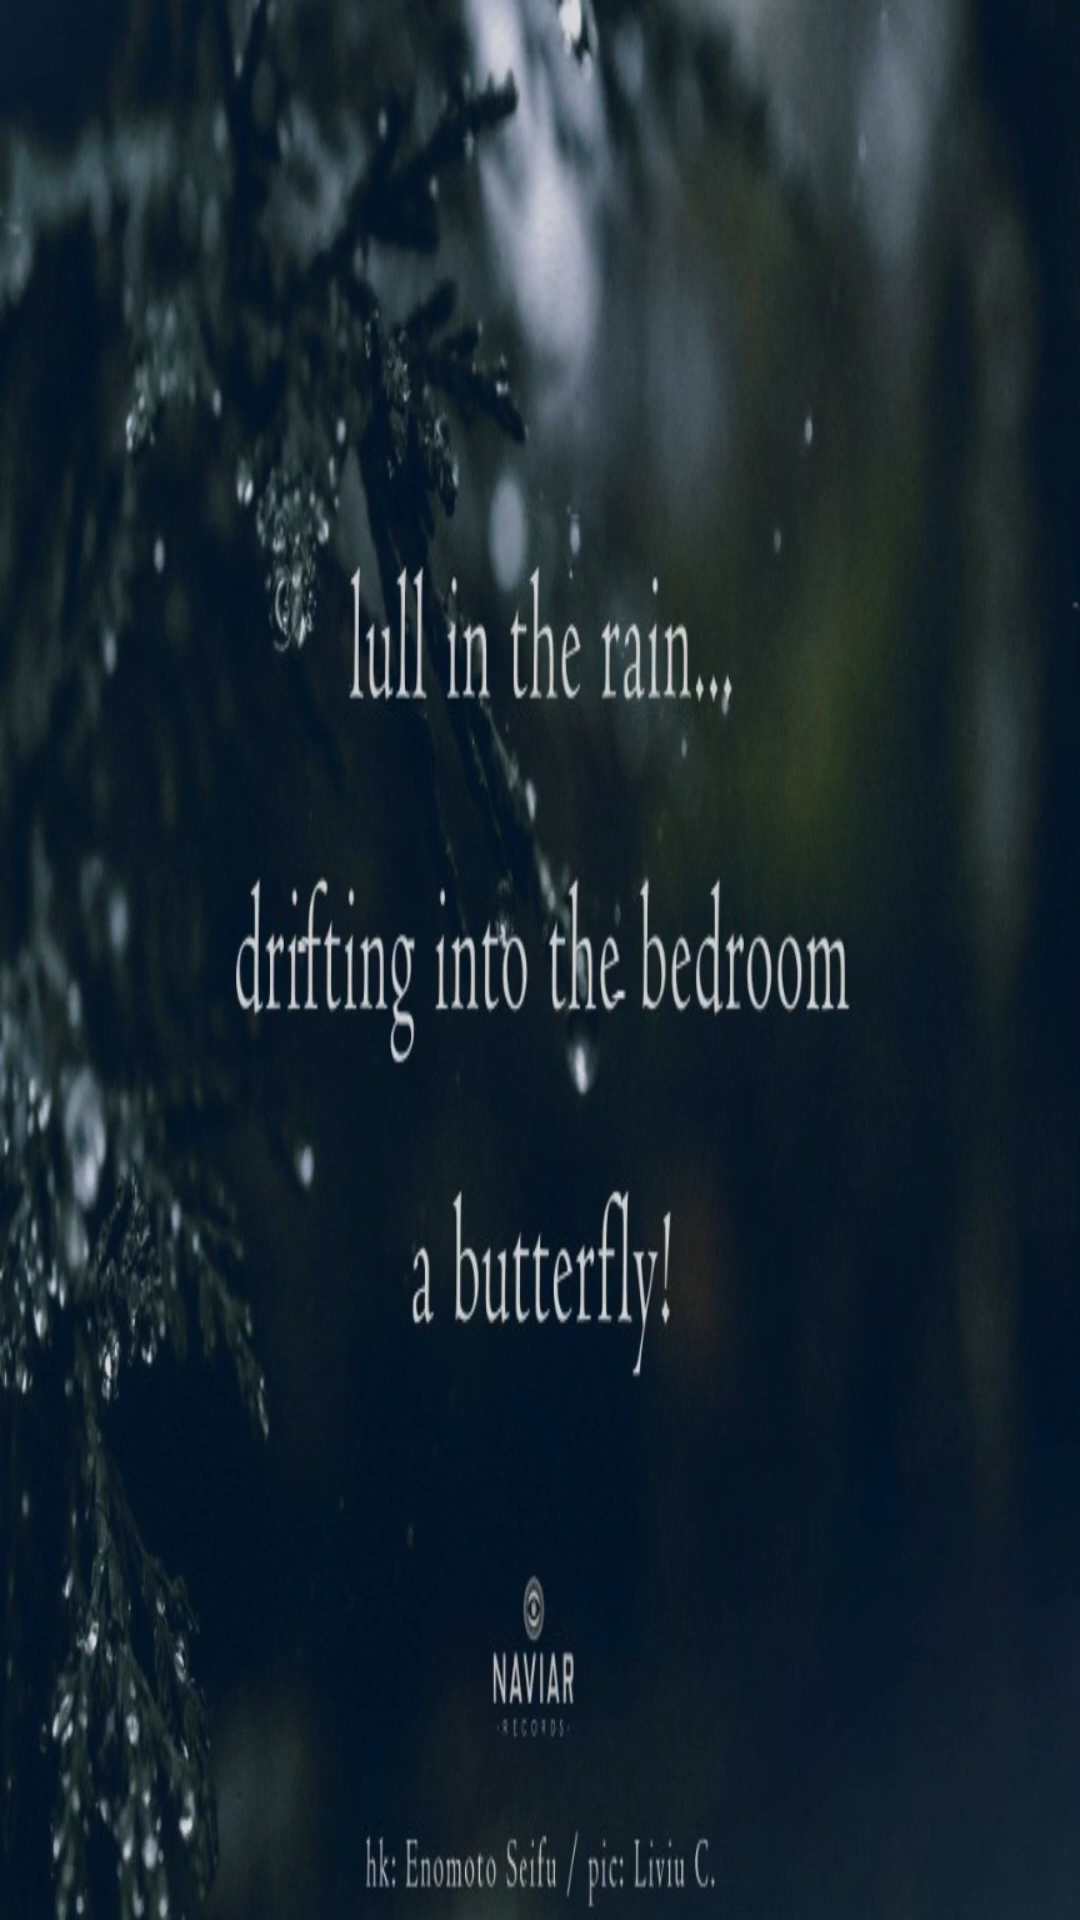 lull in the rain...
drifting into the bedroom
a butterfly!
NAVIAR
·RECORDS·
hk: Enomoto Seifu / pic: Liviu C.